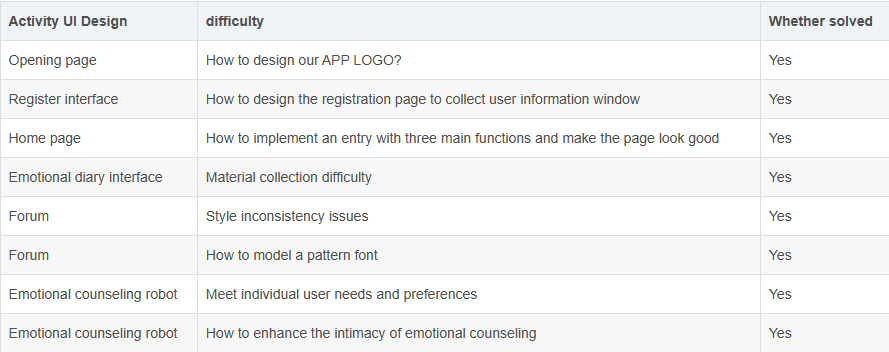 Activity UI Design difficulty Whether solved
Opening page How to design our APP LOGO? Yes
Register interface How to design the registration page to collect user information window Yes
Home page How to implement an entry with three main functions and make the page look good Yes
Emotional diary interface Material collection difficulty Yes
Forum Style inconsistency issues Yes
Forum How to model a pattern font Yes
Emotional counseling robot Meet individual user needs and preferences Yes
Emotional counseling robot How to enhance the intimacy of emotional counseling Yes